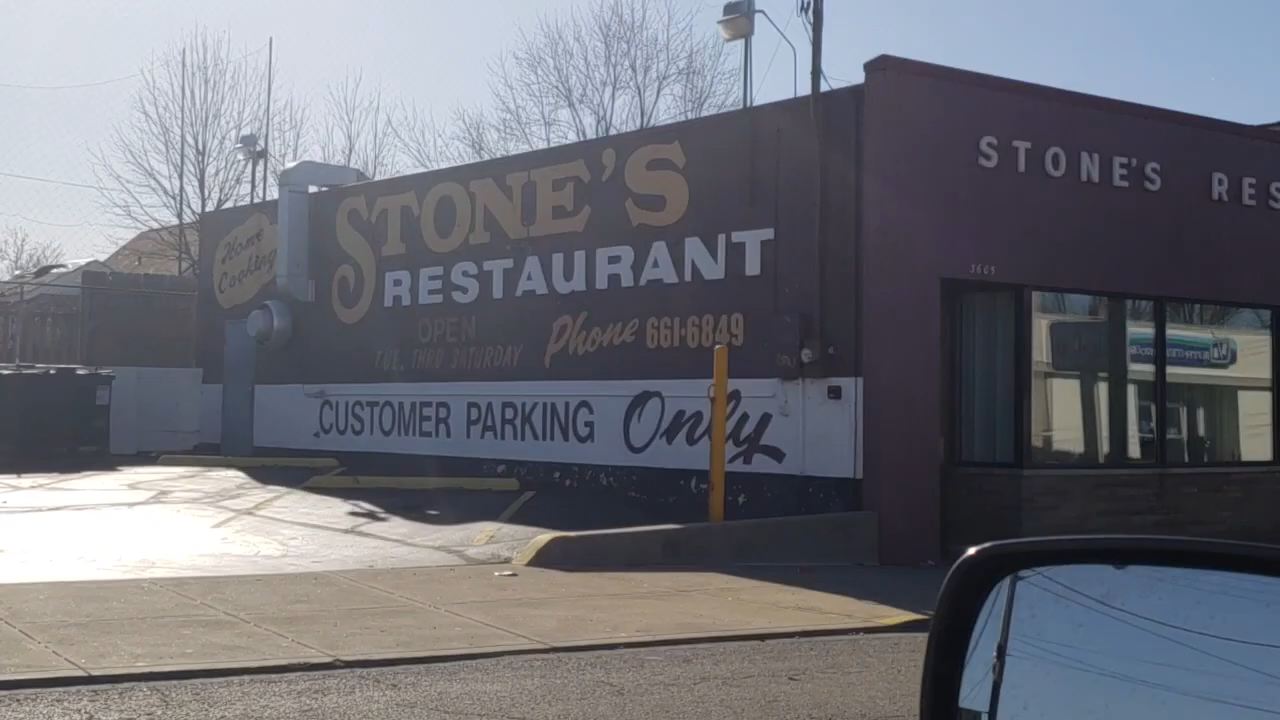 Home
Cooking
STONE'S
RESTAURANT
OPEN
TUE. THRU SATURDAY
Phone 661-6849
CUSTOMER PARKING Only
STONE'S RES
3605